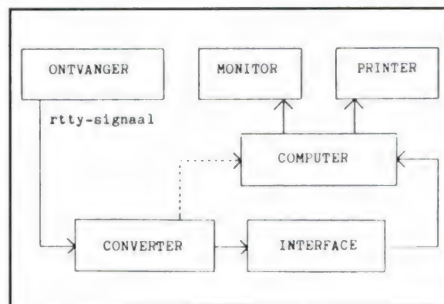 ONTVANGER
MONITOR
PRINTER
rtty-signaal
COMPUTER
CONVERTER
INTERFACE